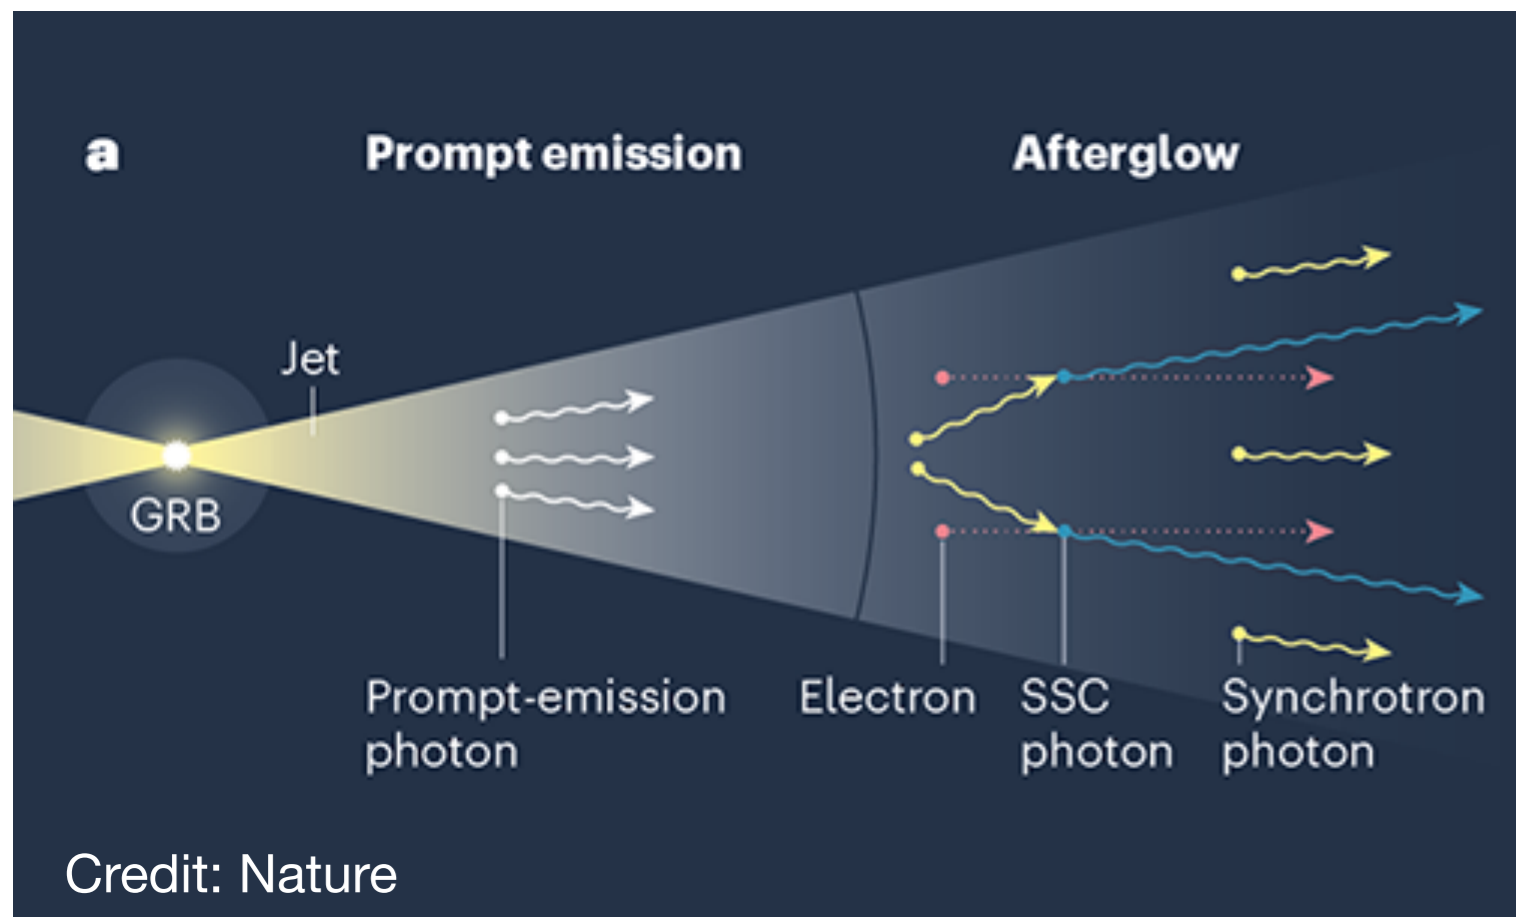 a
Prompt emission
Afterglow
Jet
GRB
Prompt-emission
photon
Electron
SSC
photon
Synchrotron
photon
Credit: Nature